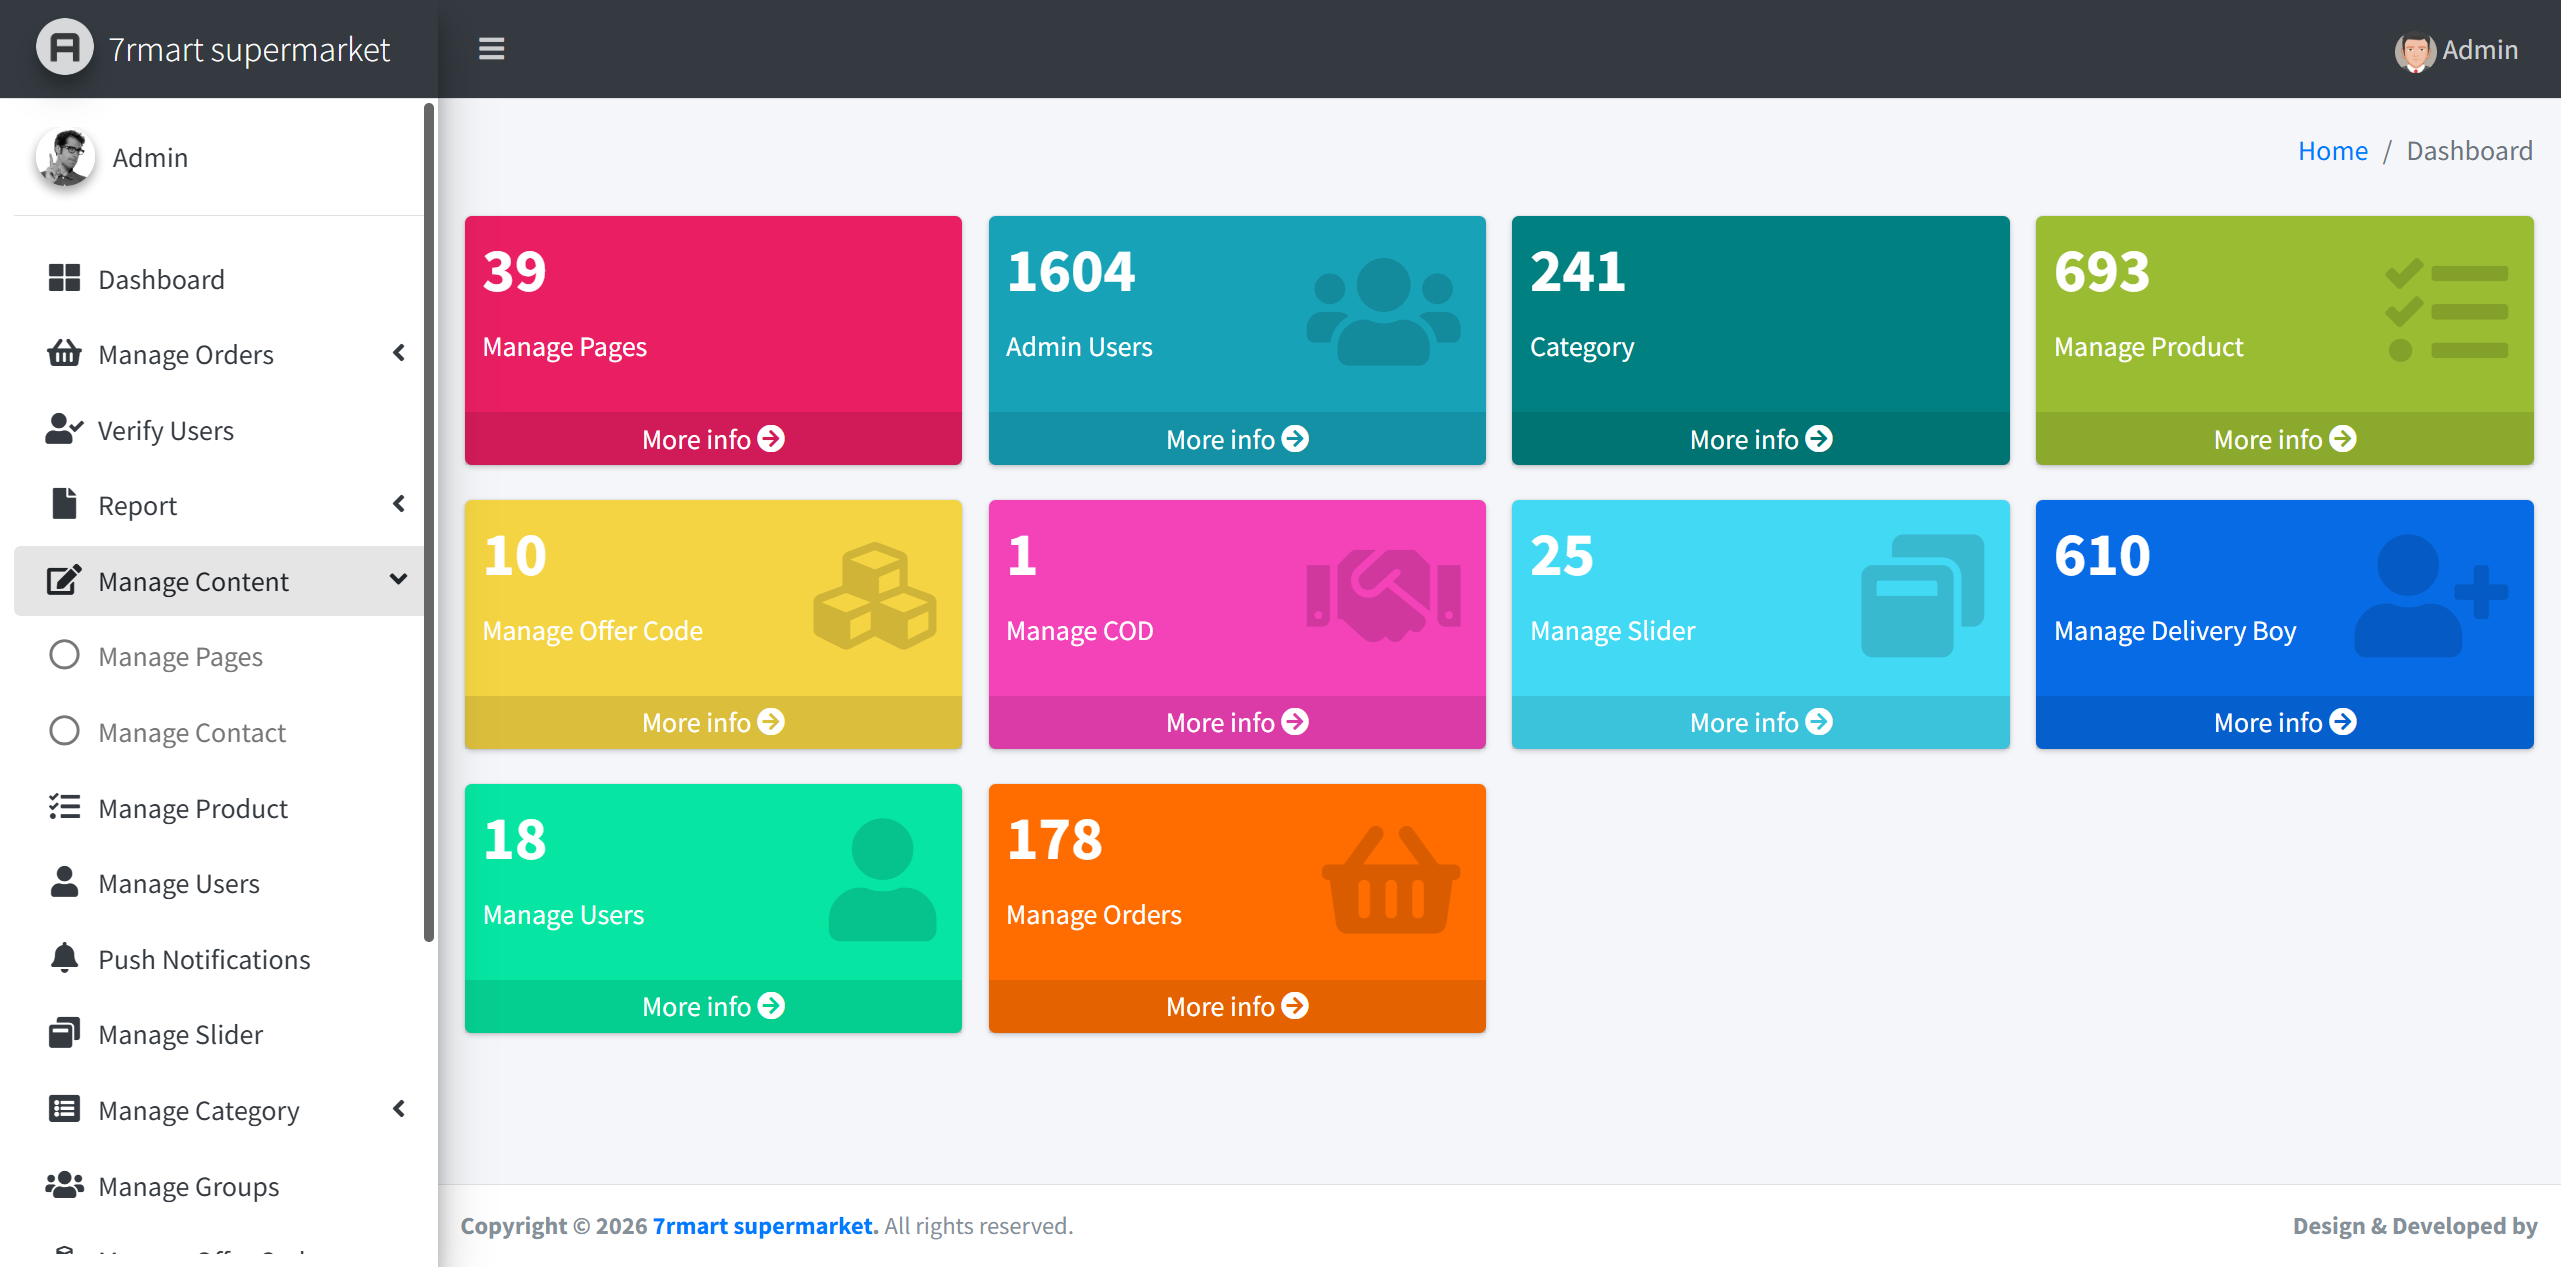 7rmart supermarket
Admin
Admin
Home / Dashboard
Dashboard
Manage Orders
Verify Users
Report
Manage Content
Manage Pages
Manage Contact
Manage Product
Manage Users
Push Notifications
Manage Slider
Manage Category
Manage Groups
39
Manage Pages
More info
1604
Admin Users
More info
241
Category
More info
693
Manage Product
More info
10
Manage Offer Code
More info
1
Manage COD
More info
25
Manage Slider
More info
610
Manage Delivery Boy
More info
18
Manage Users
More info
178
Manage Orders
More info
Copyright © 2026 7rmart supermarket. All rights reserved.
Design & Developed by